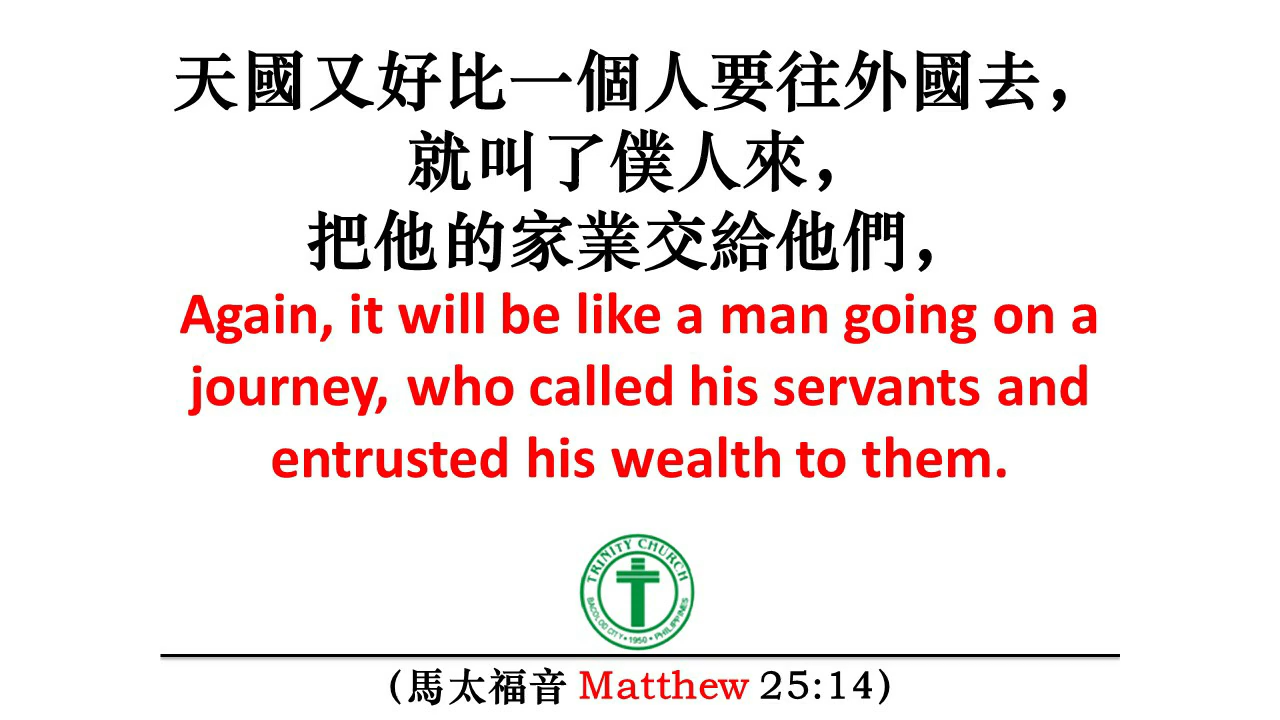 天國又好比一個人要往外國去，
就叫了僕人來，
把他的家業交給他們，
Again, it will be like a man going on a
journey, who called his servants and
entrusted his wealth to them.
TRINITY CHURCH
BACOLOD CITY • 1950 • PHILIPPINES
(馬太福音 Matthew 25:14)